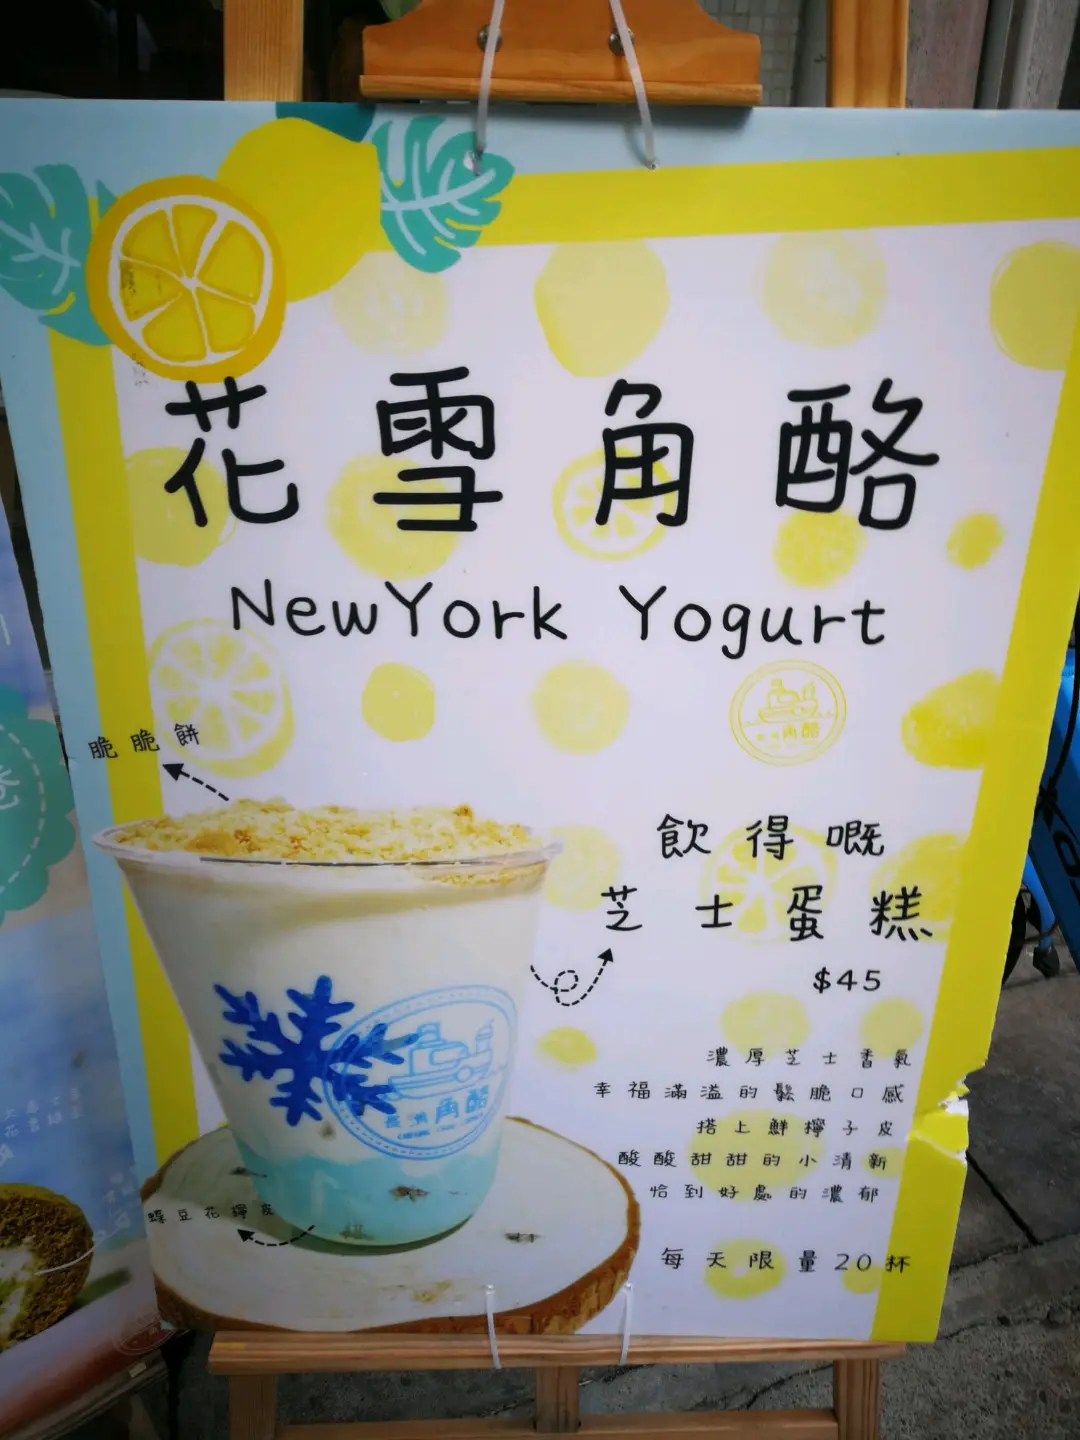 花雪角酪
NewYork Yogurt
脆脆餅
飲得嘅
芝士蛋糕
$45
濃厚芝士香氣
幸福滿溢的鬆脆口感
搭上鮮檸子皮
酸酸甜甜的小清新
恰到好處的濃郁
每天限量20杯
長洲角酪
蝶豆花檸皮